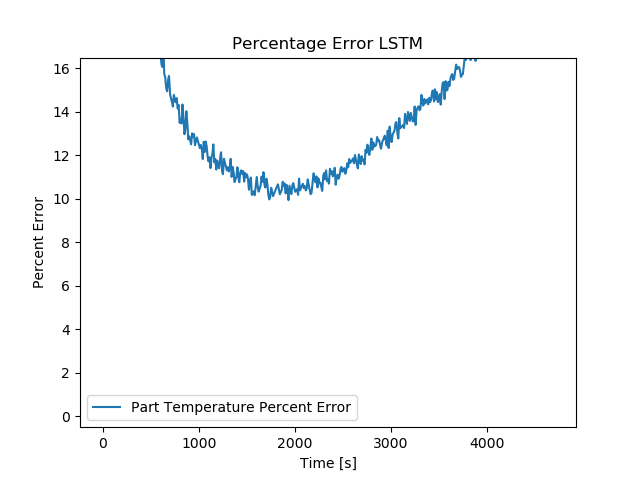 Percentage Error LSTM
Percent Error
16
14
12
10
8
6
4
2
0
Part Temperature Percent Error
0 1000 2000 3000 4000
Time [s]